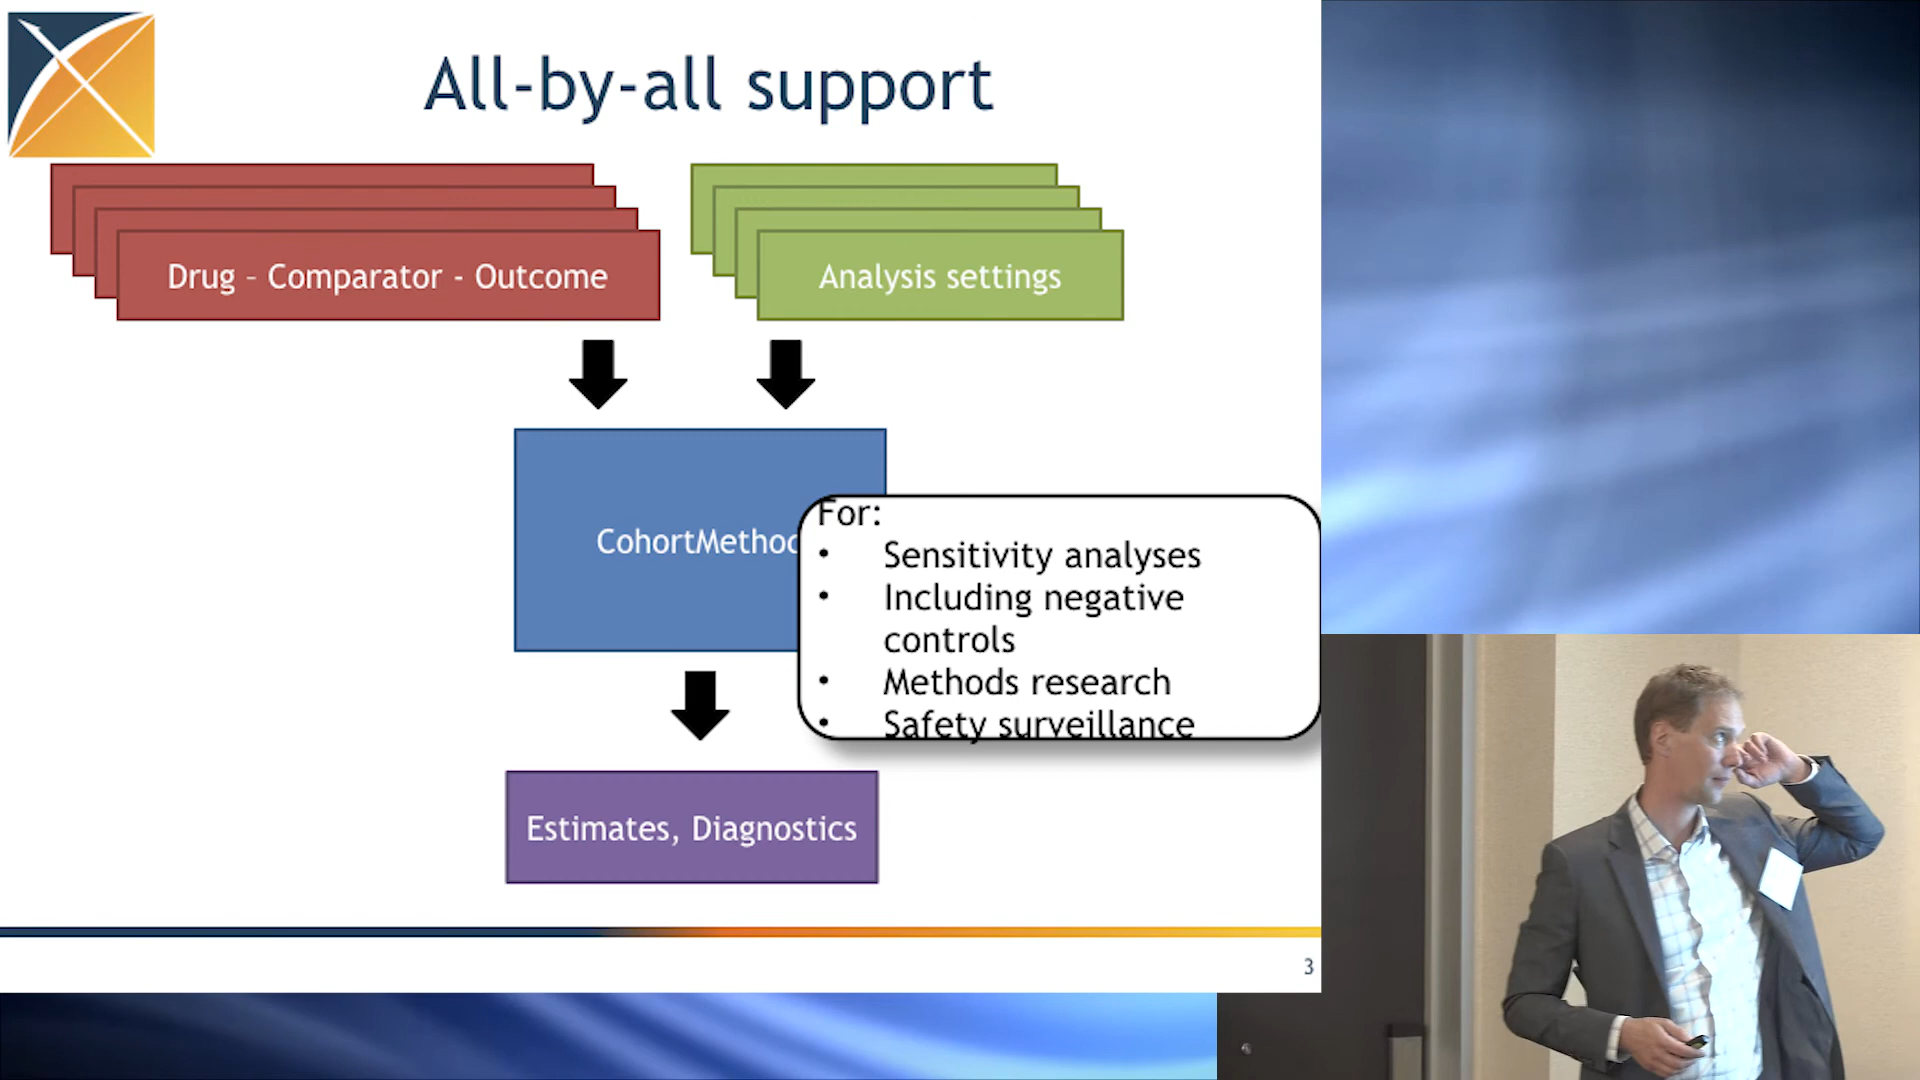 All-by-all support
Drug – Comparator - Outcome
Analysis settings
CohortMethod
For:
• Sensitivity analyses
• Including negative
controls
• Methods research
• Safety surveillance
Estimates, Diagnostics
3